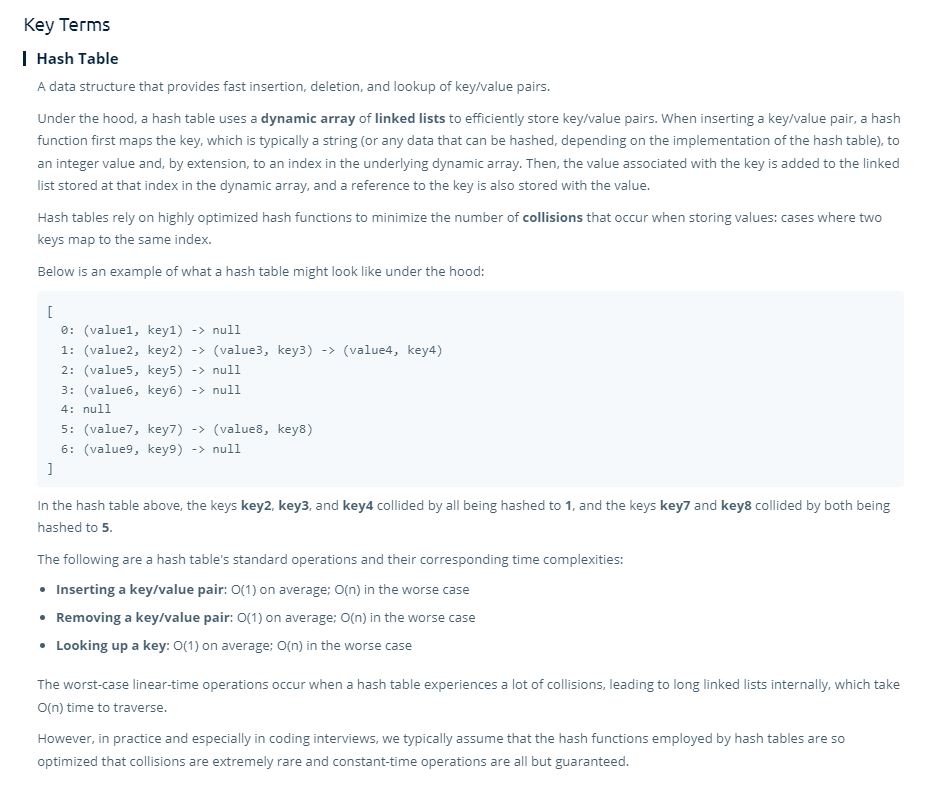 Key Terms
Hash Table
A data structure that provides fast insertion, deletion, and lookup of key/value pairs.
Under the hood, a hash table uses a dynamic array of linked lists to efficiently store key/value pairs. When inserting a key/value pair, a hash
function first maps the key, which is typically a string (or any data that can be hashed, depending on the implementation of the hash table), to
an integer value and, by extension, to an index in the underlying dynamic array. Then, the value associated with the key is added to the linked
list stored at that index in the dynamic array, and a reference to the key is also stored with the value.
Hash tables rely on highly optimized hash functions to minimize the number of collisions that occur when storing values: cases where two
keys map to the same index.
Below is an example of what a hash table might look like under the hood:
[
0: (value1, key1) -> null
1: (value2, key2) -> (value3, key3) -> (value4, key4)
2: (value5, key5) -> null
3: (value6, key6) -> null
4: null
5: (value7, key7) -> (value8, key8)
6: (value9, key9) -> null
]
In the hash table above, the keys key2, key3, and key4 collided by all being hashed to 1, and the keys key7 and key8 collided by both being
hashed to 5.
The following are a hash table's standard operations and their corresponding time complexities:
• Inserting a key/value pair: O(1) on average; O(n) in the worse case
• Removing a key/value pair: O(1) on average; O(n) in the worse case
• Looking up a key: O(1) on average; O(n) in the worse case
The worst-case linear-time operations occur when a hash table experiences a lot of collisions, leading to long linked lists internally, which take
O(n) time to traverse.
However, in practice and especially in coding interviews, we typically assume that the hash functions employed by hash tables are so
optimized that collisions are extremely rare and constant-time operations are all but guaranteed.